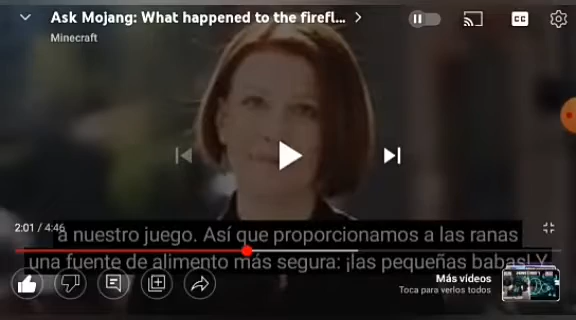 Ask Mojang: What happened to the firefl...
Minecraft
CC
2:01 / 4:46
a nuestro juego. Así que proporcionamos a las ranas
una fuente de alimento más segura: ¡las pequeñas babas! Y
Más vídeos
Toca para verlos todos